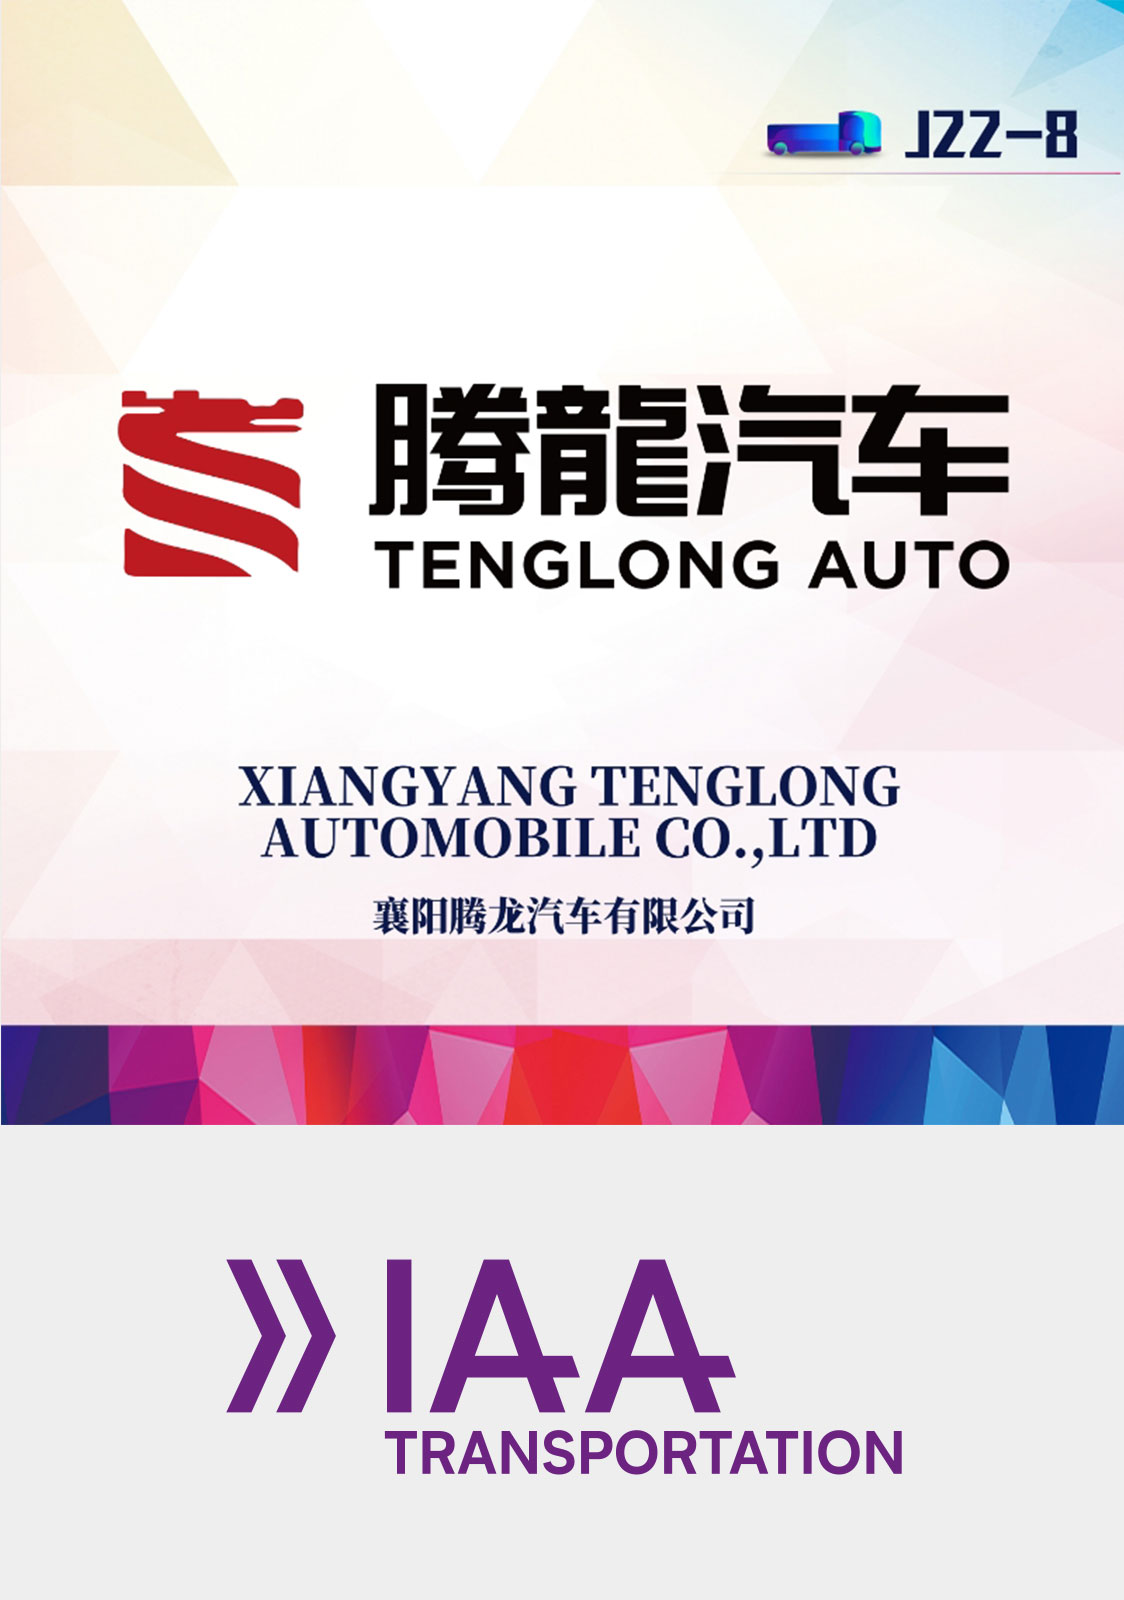 JZZ-8
腾龍汽车
TENGLONG AUTO
XIANGYANG TENGLONG
AUTOMOBILE CO.,LTD
襄阳腾龙汽车有限公司
IAA
TRANSPORTATION